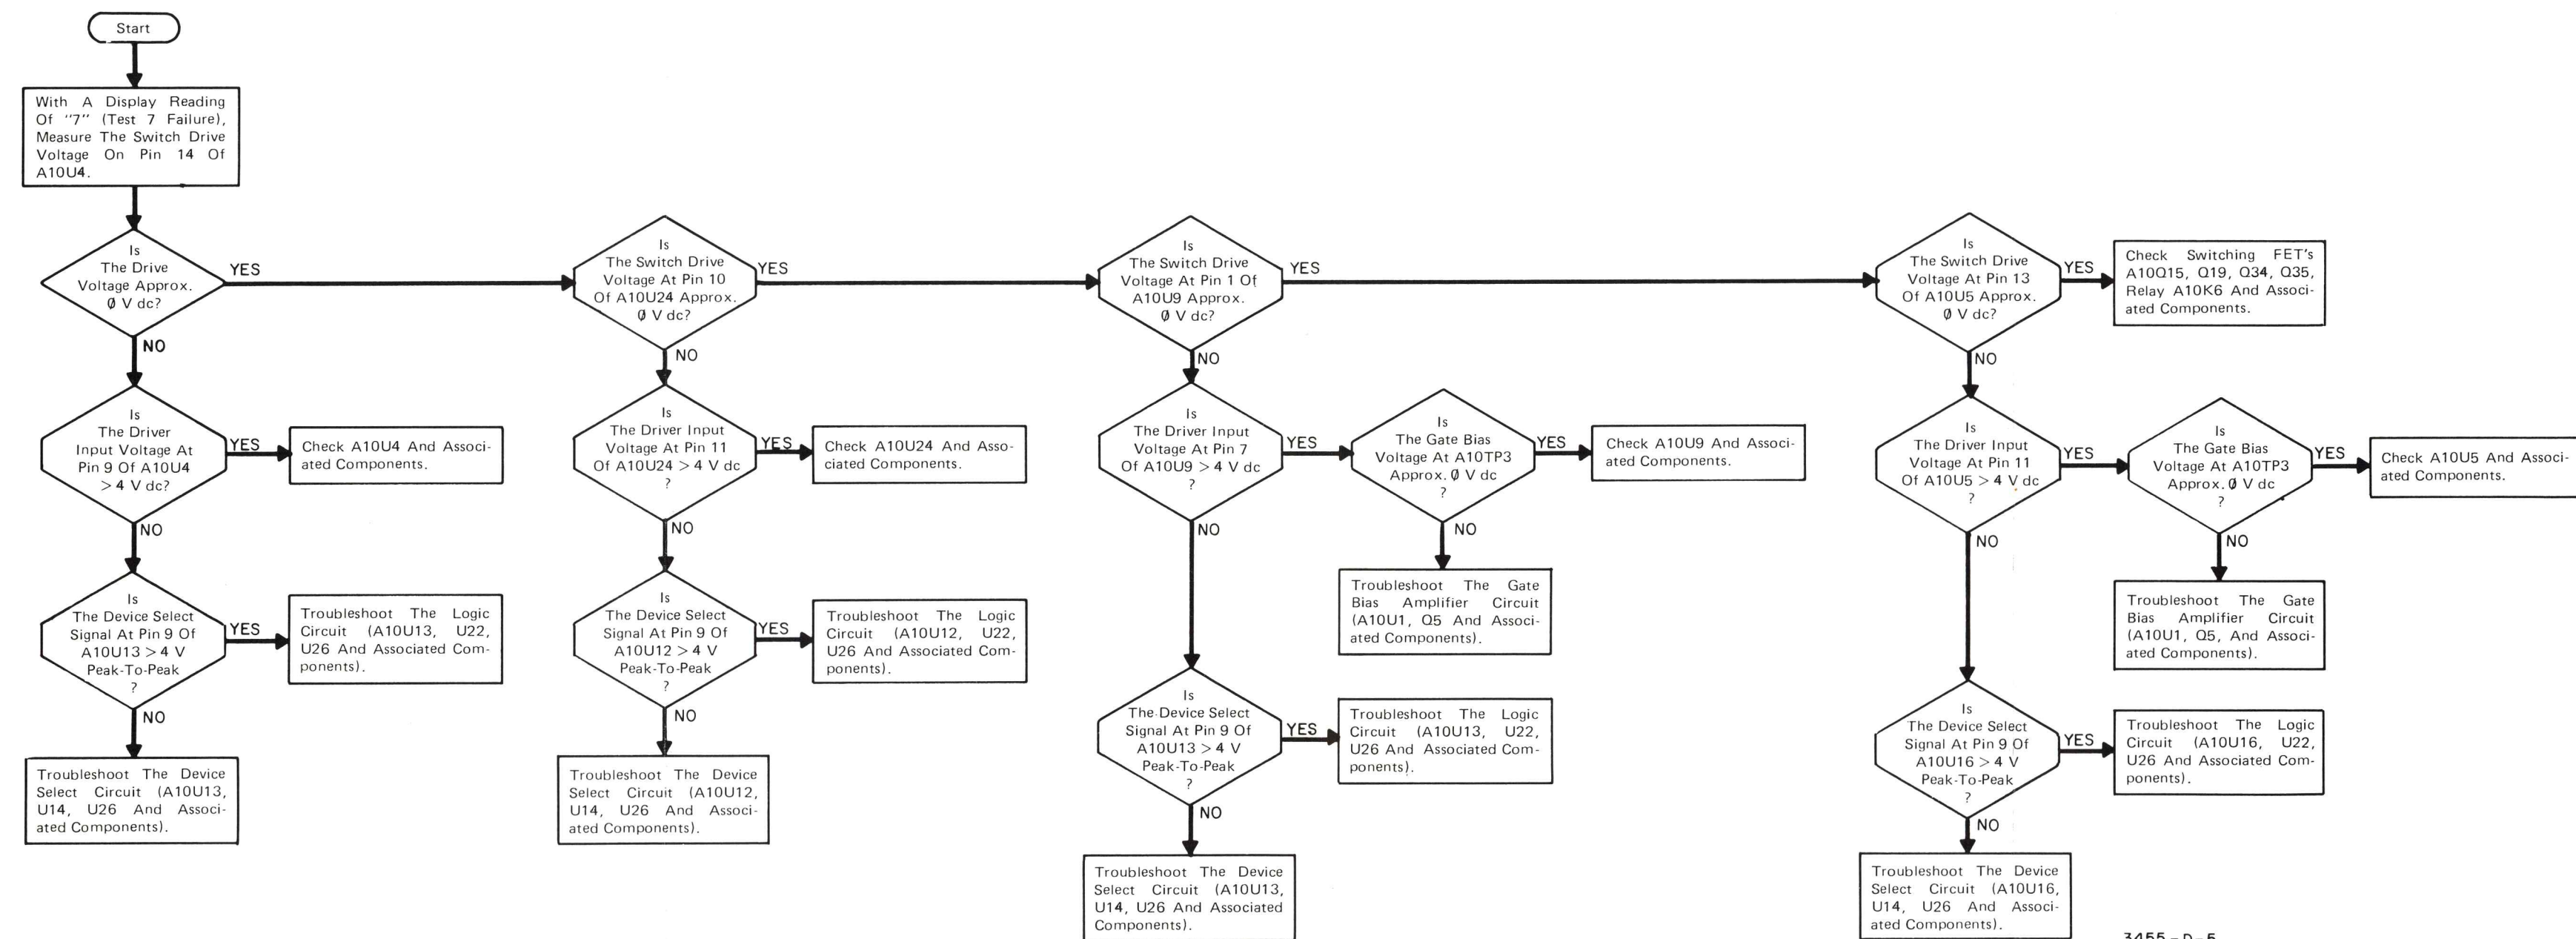 Start
With A Display Reading
Of "7" (Test 7 Failure),
Measure The Switch Drive
Voltage On Pin 14 Of
A10U4.
Is
The Drive
Voltage Approx.
0̸ V dc?
YES
NO
Is
The Driver
Input Voltage At
Pin 9 Of A10U4
> 4 V dc?
YES
Check A10U4 And Associ-
ated Components.
NO
Is
The Device Select
Signal At Pin 9 Of
A10U13 > 4 V
Peak-To-Peak
?
YES
Troubleshoot The Logic
Circuit (A10U13, U22,
U26 And Associated Com-
ponents).
NO
Troubleshoot The Device
Select Circuit (A10U13,
U14, U26 And Associ-
ated Components).
Is
The Switch Drive
Voltage At Pin 10
Of A10U24 Approx.
0̸ V dc?
YES
NO
Is
The Driver Input
Voltage At Pin 11
Of A10U24 > 4 V dc
?
YES
Check A10U24 And Asso-
ciated Components.
NO
Is
The Device Select
Signal At Pin 9 Of
A10U12 > 4 V
Peak-To-Peak
?
YES
Troubleshoot The Logic
Circuit (A10U12, U22,
U26 And Associated Com-
ponents).
NO
Troubleshoot The Device
Select Circuit (A10U12,
U14, U26 And Associ-
ated Components).
Is
The Switch Drive
Voltage At Pin 1 Of
A10U9 Approx.
0̸ V dc?
YES
NO
Is
The Driver Input
Voltage At Pin 7
Of A10U9 > 4 V dc
?
YES
Is
The Gate Bias
Voltage At A10TP3
Approx. 0̸ V dc
?
YES
Check A10U9 And Associ-
ated Components.
NO
Troubleshoot The Gate
Bias Amplifier Circuit
(A10U1, Q5 And Associ-
ated Components).
NO
Is
The Device Select
Signal At Pin 9 Of
A10U13 > 4 V
Peak-To-Peak
?
YES
Troubleshoot The Logic
Circuit (A10U13, U22,
U26 And Associated Com-
ponents).
NO
Troubleshoot The Device
Select Circuit (A10U13,
U14, U26 And Associated
Components).
Is
The Switch Drive
Voltage At Pin 13
Of A10U5 Approx.
0̸ V dc?
YES
Check Switching FET's
A10Q15, Q19, Q34, Q35,
Relay A10K6 And Associ-
ated Components.
NO
Is
The Driver Input
Voltage At Pin 11
Of A10U5 > 4 V dc
?
YES
Is
The Gate Bias
Voltage At A10TP3
Approx. 0̸ V dc
?
YES
Check A10U5 And Associ-
ated Components.
NO
Troubleshoot The Gate
Bias Amplifier Circuit
(A10U1, Q5, And Associ-
ated Components).
NO
Is
The Device Select
Signal At Pin 9 Of
A10U16 > 4 V
Peak-To-Peak
?
YES
Troubleshoot The Logic
Circuit (A10U16, U22,
U26 And Associated Com-
ponents).
NO
Troubleshoot The Device
Select Circuit (A10U16,
U14, U26 And Associ-
ated Components).
3455-D-5